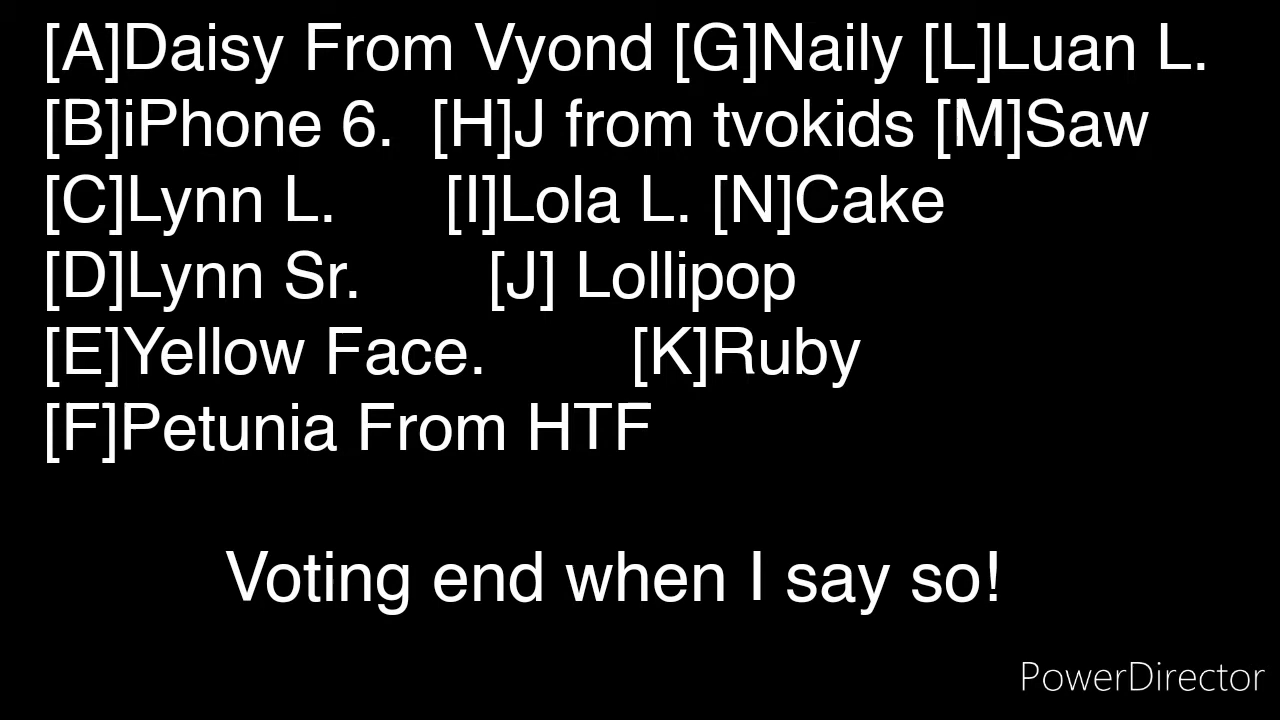 [A]Daisy From Vyond [G]Naily [L]Luan L.
[B]iPhone 6. [H]J from tvokids [M]Saw
[C]Lynn L. [I]Lola L. [N]Cake
[D]Lynn Sr. [J] Lollipop
[E]Yellow Face. [K]Ruby
[F]Petunia From HTF
Voting end when I say so!
PowerDirector